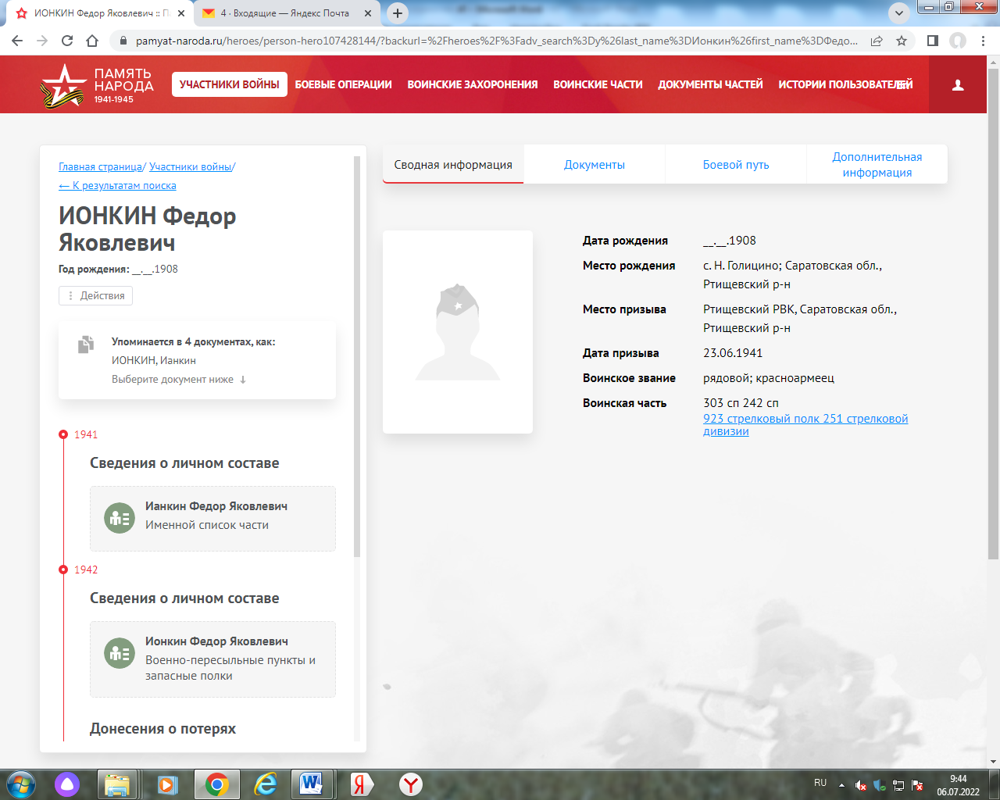 ИОНКИН Федор Яковлевич :: П
4 · Входящие — Яндекс Почта
pamyat-naroda.ru/heroes/person-hero107428144/?backurl=%2Fheroes%2F%3Fadv_search%3Dy%26last_name%3DИонкин%26first_name%3DФедо...
ПАМЯТЬ
НАРОДА
1941-1945
УЧАСТНИКИ ВОЙНЫ
БОЕВЫЕ ОПЕРАЦИИ
ВОИНСКИЕ ЗАХОРОНЕНИЯ
ВОИНСКИЕ ЧАСТИ
ДОКУМЕНТЫ ЧАСТЕЙ
ИСТОРИИ ПОЛЬЗОВАТЕЛЕЙ
En
Главная страница/ Участники войны/
← К результатам поиска
ИОНКИН Федор
Яковлевич
Год рождения: __.__.1908
Действия
Упоминается в 4 документах, как:
ИОНКИН, Ианкин
Выберите документ ниже ↓
1941
Сведения о личном составе
Ианкин Федор Яковлевич
Именной список части
1942
Сведения о личном составе
Ионкин Федор Яковлевич
Военно-пересыльные пункты и
запасные полки
Донесения о потерях
Сводная информация
Документы
Боевой путь
Дополнительная
информация
Дата рождения __.__.1908
Место рождения с. Н. Голицино; Саратовская обл.,
Ртищевский р-н
Место призыва Ртищевский РВК, Саратовская обл.,
Ртищевский р-н
Дата призыва 23.06.1941
Воинское звание рядовой; красноармеец
Воинская часть 303 сп 242 сп
923 стрелковый полк 251 стрелковой
дивизии
RU
9:44
06.07.2022